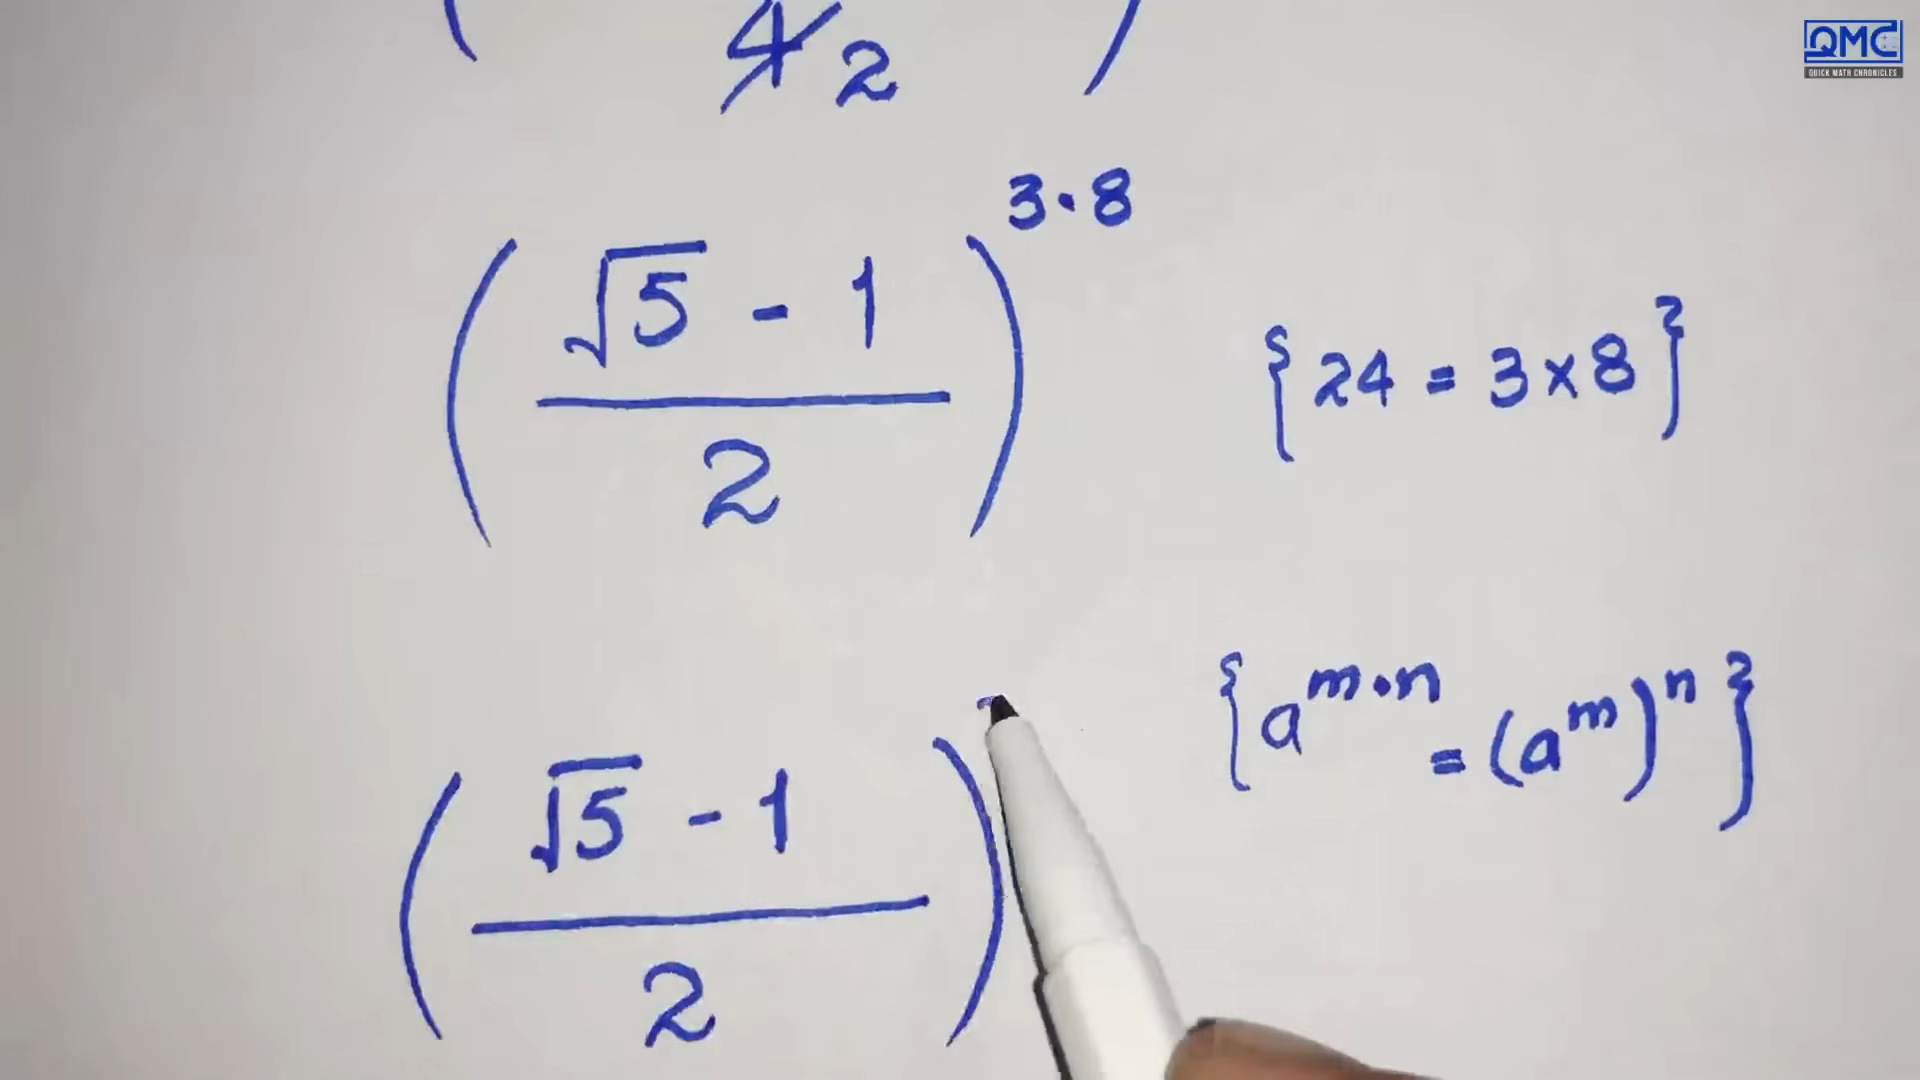 ( 4 2 )
QMC
QUICK MATH CHRONICLES
(√5 - 1 / 2)^3·8
{24 = 3×8}
{a^m·n = (a^m)^n}
(√5 - 1 / 2)